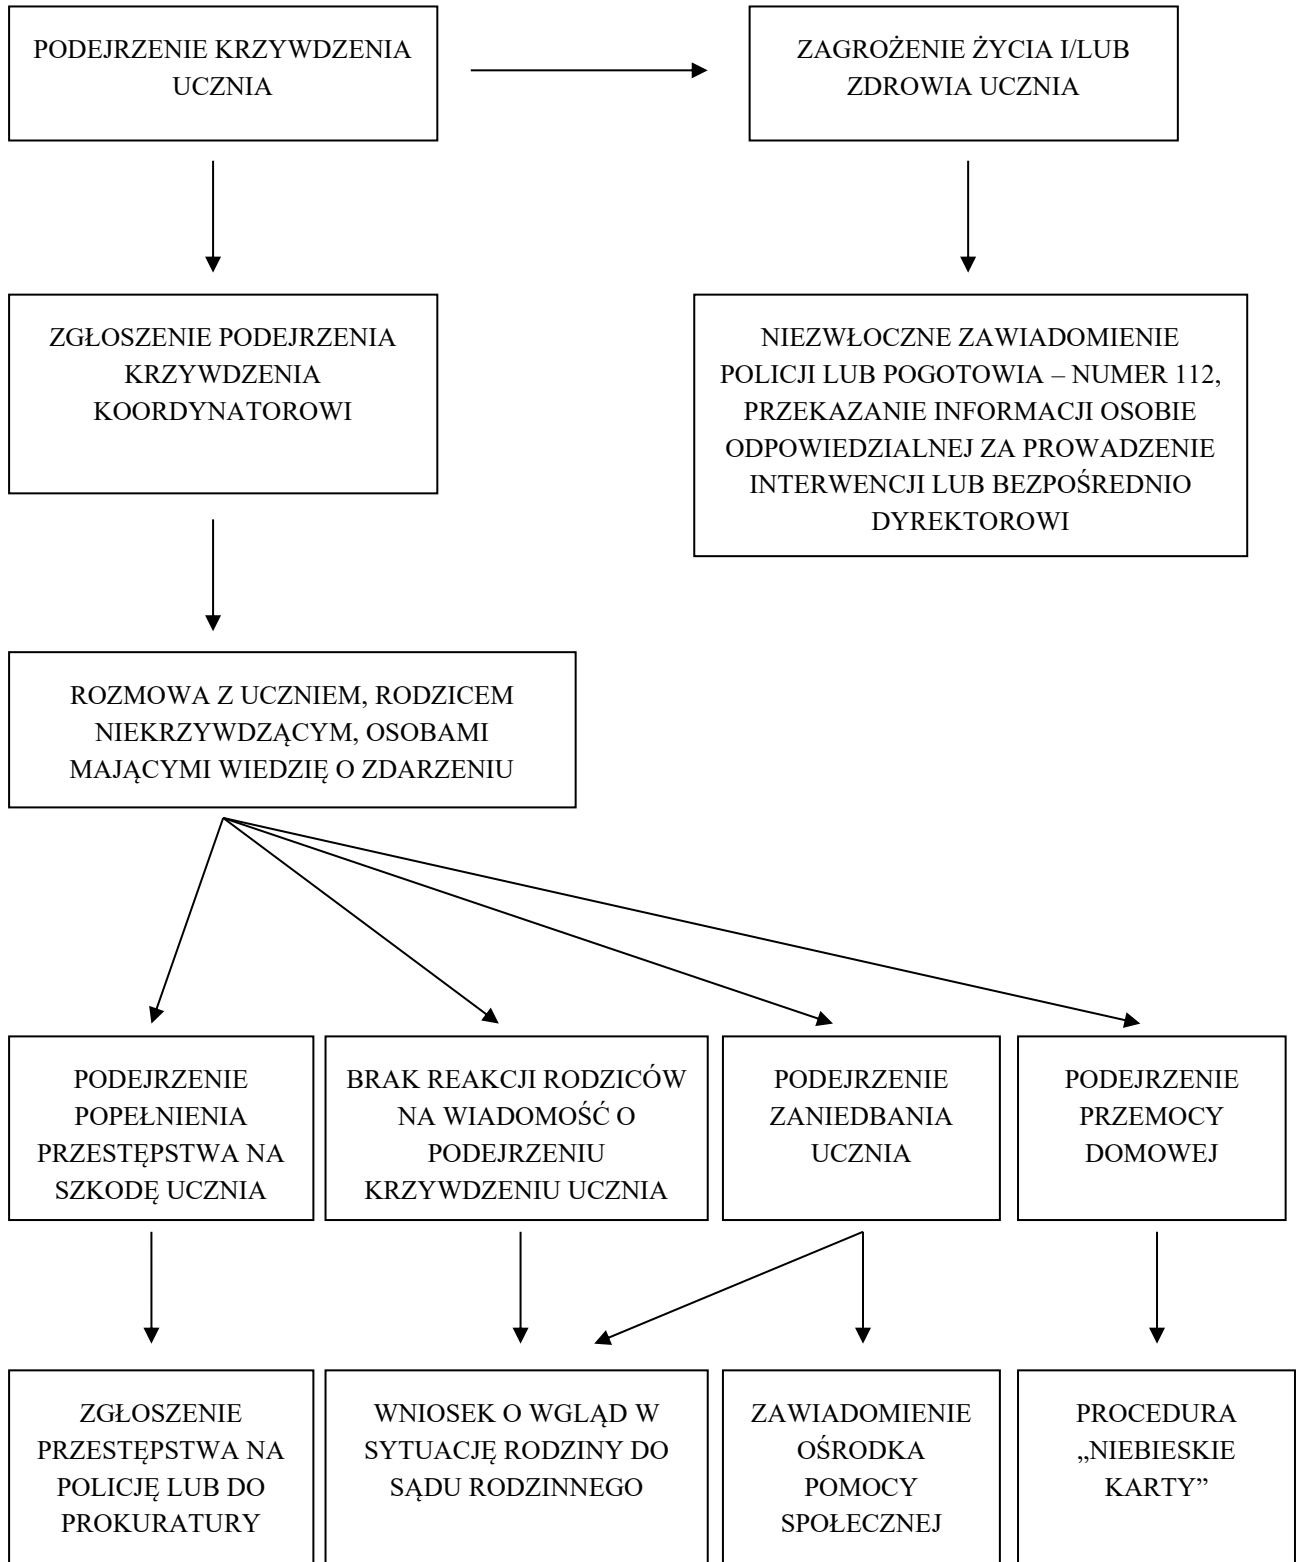 PODEJRZENIE KRZYWDZENIA
UCZNIA
ZAGROŻENIE ŻYCIA I/LUB
ZDROWIA UCZNIA
ZGŁOSZENIE PODEJRZENIA
KRZYWDZENIA
KOORDYNATOROWI
NIEZWŁOCZNE ZAWIADOMIENIE
POLICJI LUB POGOTOWIA – NUMER 112,
PRZEKAZANIE INFORMACJI OSOBIE
ODPOWIEDZIALNEJ ZA PROWADZENIE
INTERWENCJI LUB BEZPOŚREDNIO
DYREKTOROWI
ROZMOWA Z UCZNIEM, RODZICEM
NIEKRZYWDZĄCYM, OSOBAMI
MAJĄCYMI WIEDZIĘ O ZDARZENIU
PODEJRZENIE
POPEŁNIENIA
PRZESTĘPSTWA NA
SZKODĘ UCZNIA
BRAK REAKCJI RODZICÓW
NA WIADOMOŚĆ O
PODEJRZENIU
KRZYWDZENIU UCZNIA
PODEJRZENIE
ZANIEDBANIA
UCZNIA
PODEJRZENIE
PRZEMOCY
DOMOWEJ
ZGŁOSZENIE
PRZESTĘPSTWA NA
POLICJĘ LUB DO
PROKURATURY
WNIOSEK O WGLĄD W
SYTUACJĘ RODZINY DO
SĄDU RODZINNEGO
ZAWIADOMIENIE
OŚRODKA
POMOCY
SPOŁECZNEJ
PROCEDURA
„NIEBIESKIE
KARTY”